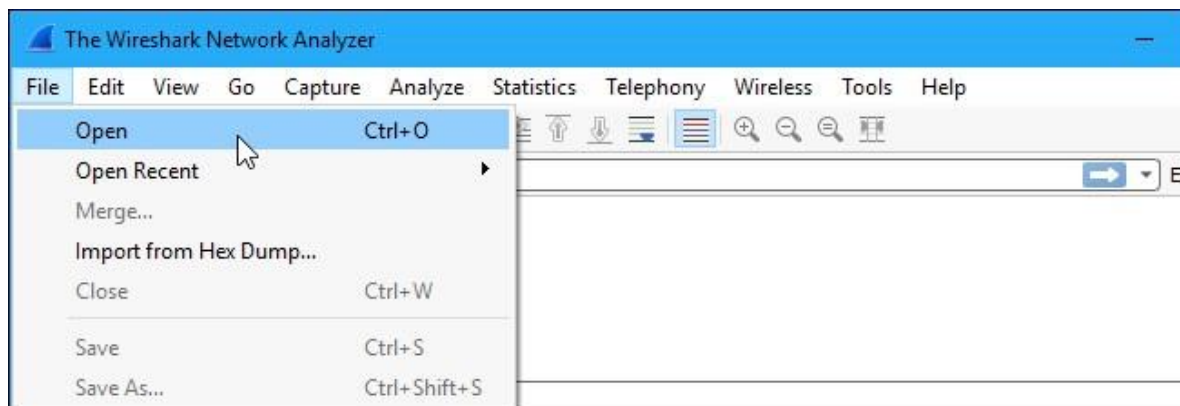 The Wireshark Network Analyzer
File Edit View Go Capture Analyze Statistics Telephony Wireless Tools Help
Open Ctrl+O
Open Recent
E
Merge...
Import from Hex Dump...
Close Ctrl+W
Save Ctrl+S
Save As... Ctrl+Shift+S